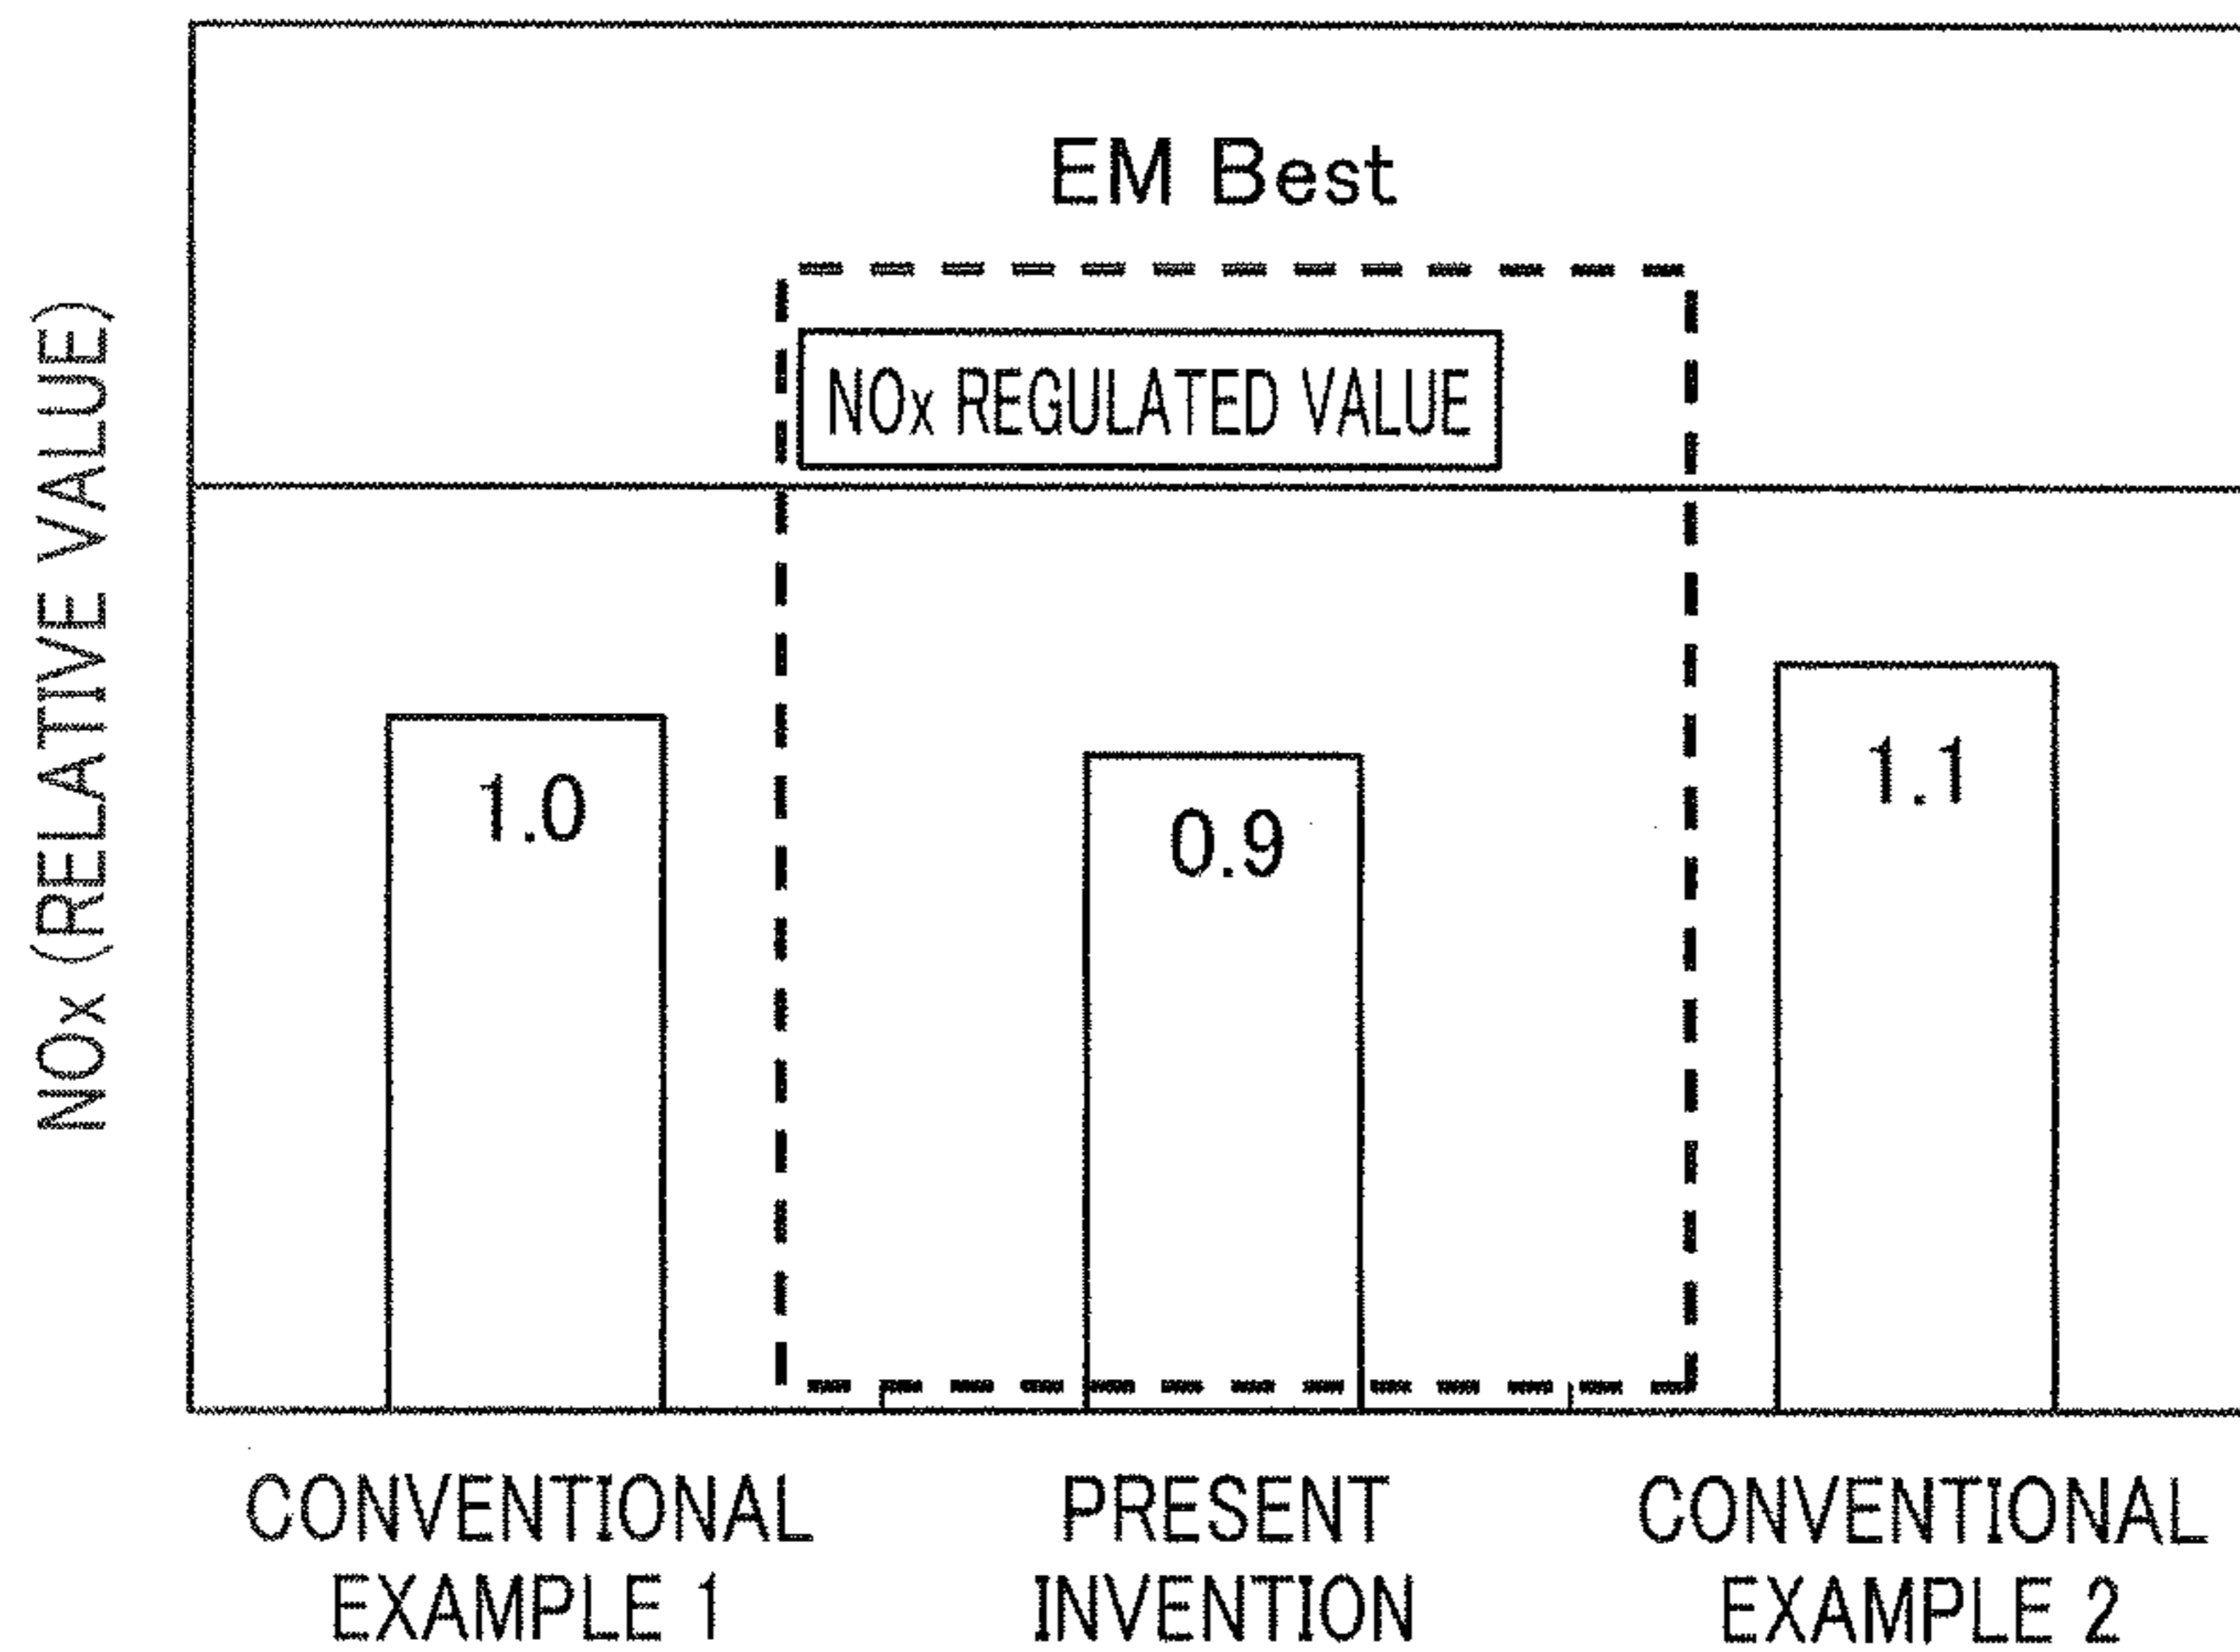 NOx (RELATIVE VALUE)
EM Best
NOx REGULATED VALUE
1.0
0.9
1.1
CONVENTIONAL
EXAMPLE 1
PRESENT
INVENTION
CONVENTIONAL
EXAMPLE 2